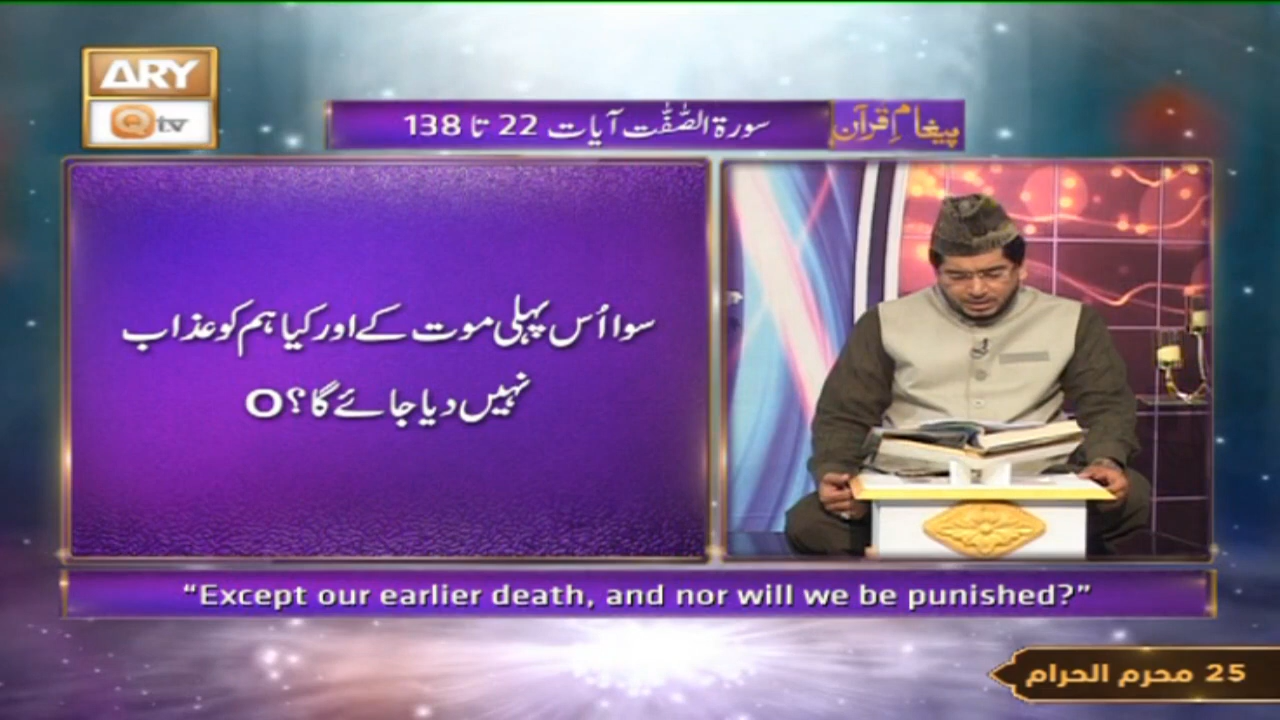 ARY
Qtv
پیغامِ قرآن
سورۃ الصّٰفّٰت آیات 22 تا 138
سوا اُس پہلی موت کے اور کیا ہم کو عذاب
نہیں دیا جائے گا؟O
“Except our earlier death, and nor will we be punished?”
25 محرم الحرام